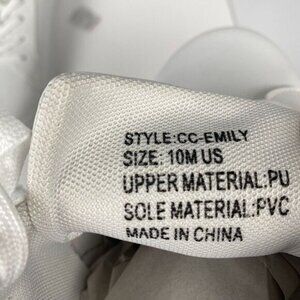 STYLE:CC-EMILY
SIZE: 10M US
UPPER MATERIAL:PU
SOLE MATERIAL:PVC
MADE IN CHINA